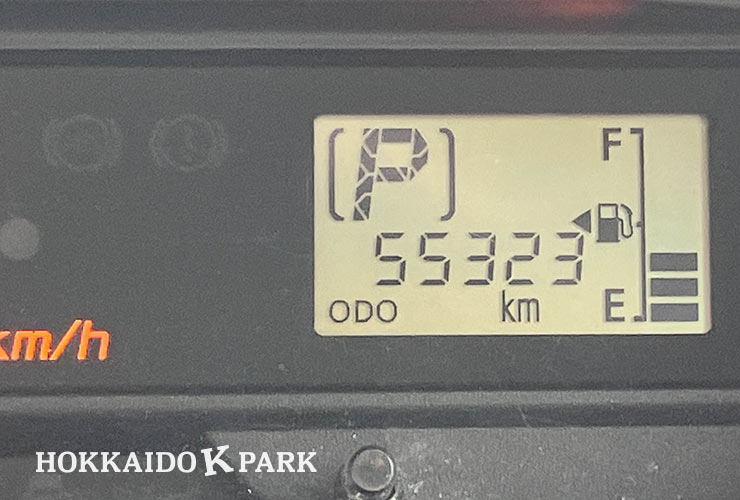 [P]
F
55323
ODO
km
E
km/h
HOKKAIDO K PARK